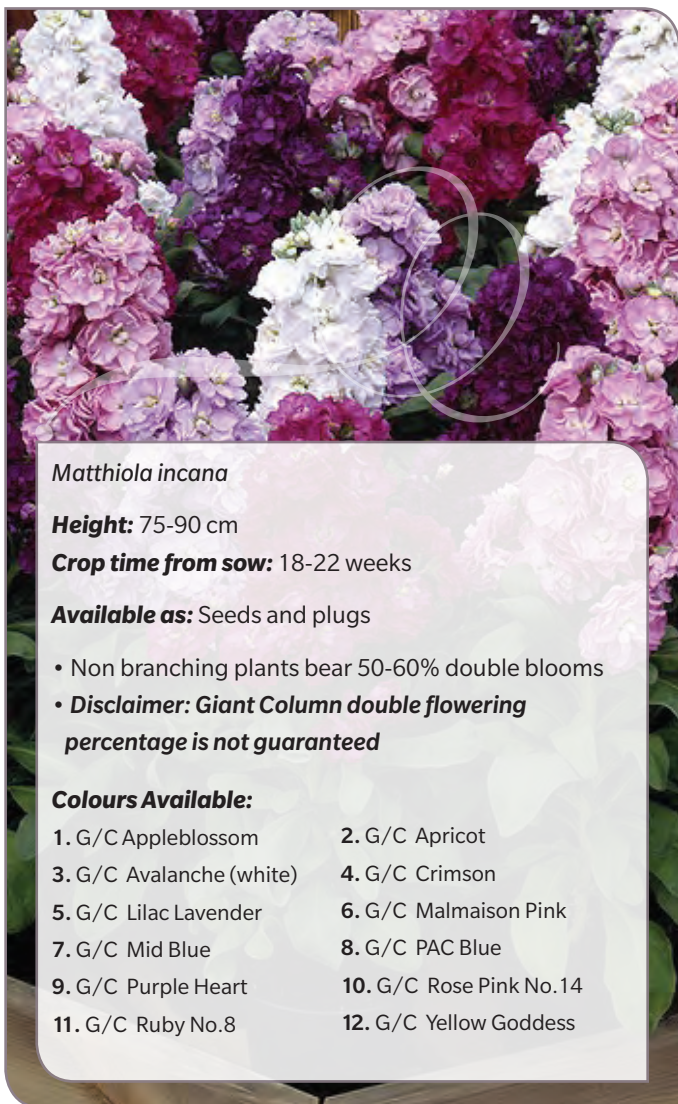 Matthiola incana
Height: 75-90 cm
Crop time from sow: 18-22 weeks
Available as: Seeds and plugs
• Non branching plants bear 50-60% double blooms
• Disclaimer: Giant Column double flowering
percentage is not guaranteed
Colours Available:
1. G/C Appleblossom
2. G/C Apricot
3. G/C Avalanche (white)
4. G/C Crimson
5. G/C Lilac Lavender
6. G/C Malmaison Pink
7. G/C Mid Blue
8. G/C PAC Blue
9. G/C Purple Heart
10. G/C Rose Pink No.14
11. G/C Ruby No.8
12. G/C Yellow Goddess